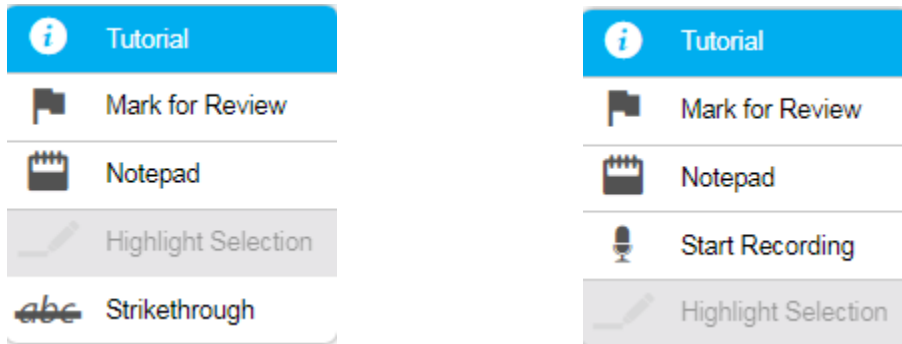 Tutorial
Mark for Review
Notepad
Highlight Selection
abc Strikethrough
Tutorial
Mark for Review
Notepad
Start Recording
Highlight Selection